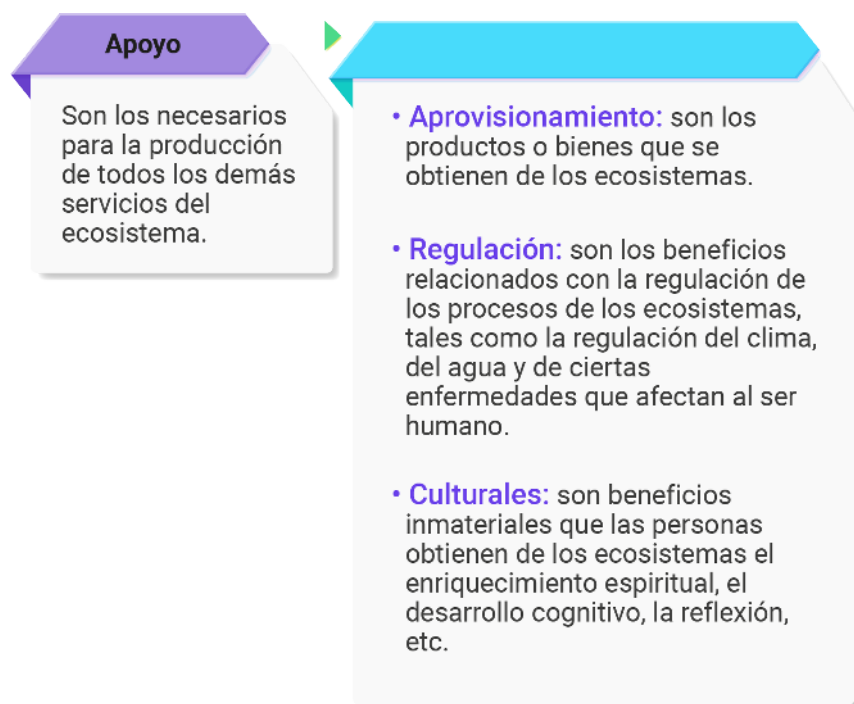 Apoyo
Son los necesarios
para la producción
de todos los demás
servicios del
ecosistema.
• Aprovisionamiento: son los
productos o bienes que se
obtienen de los ecosistemas.
• Regulación: son los beneficios
relacionados con la regulación de
los procesos de los ecosistemas,
tales como la regulación del clima,
del agua y de ciertas
enfermedades que afectan al ser
humano.
• Culturales: son beneficios
inmateriales que las personas
obtienen de los ecosistemas el
enriquecimiento espiritual, el
desarrollo cognitivo, la reflexión,
etc.